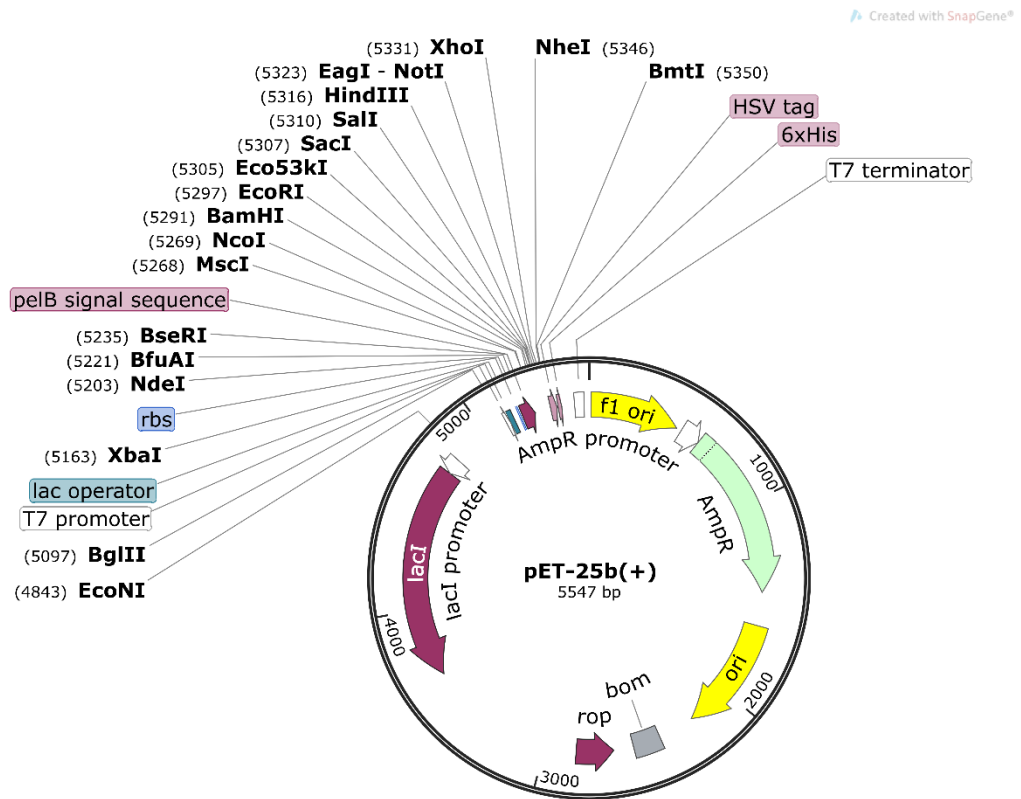 Created with SnapGene®
(5331) XhoI
NheI (5346)
(5323) EagI - NotI
BmtI (5350)
(5316) HindIII
HSV tag
(5310) SalI
6xHis
(5307) SacI
T7 terminator
(5305) Eco53kI
(5297) EcoRI
(5291) BamHI
(5269) NcoI
(5268) MscI
pelB signal sequence
(5235) BseRI
(5221) BfuAI
(5203) NdeI
rbs
(5163) XbaI
lac operator
T7 promoter
(5097) BglII
(4843) EcoNI
5000
f1 ori
AmpR promoter
1000
AmpR
lacI
lacI promoter
pET-25b(+)
5547 bp
4000
ori
2000
bom
rop
3000